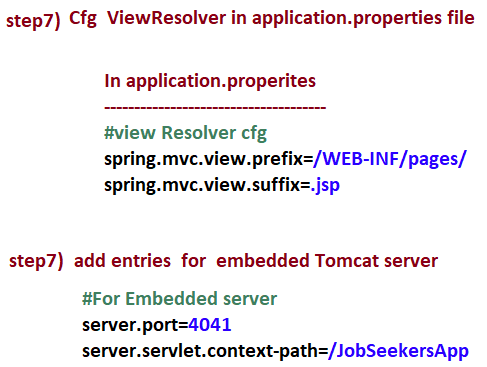 step7) Cfg ViewResolver in application.properties file
In application.properites
-------------------------------------
#view Resolver cfg
spring.mvc.view.prefix=/WEB-INF/pages/
spring.mvc.view.suffix=.jsp
step7) add entries for embedded Tomcat server
#For Embedded server
server.port=4041
server.servlet.context-path=/JobSeekersApp